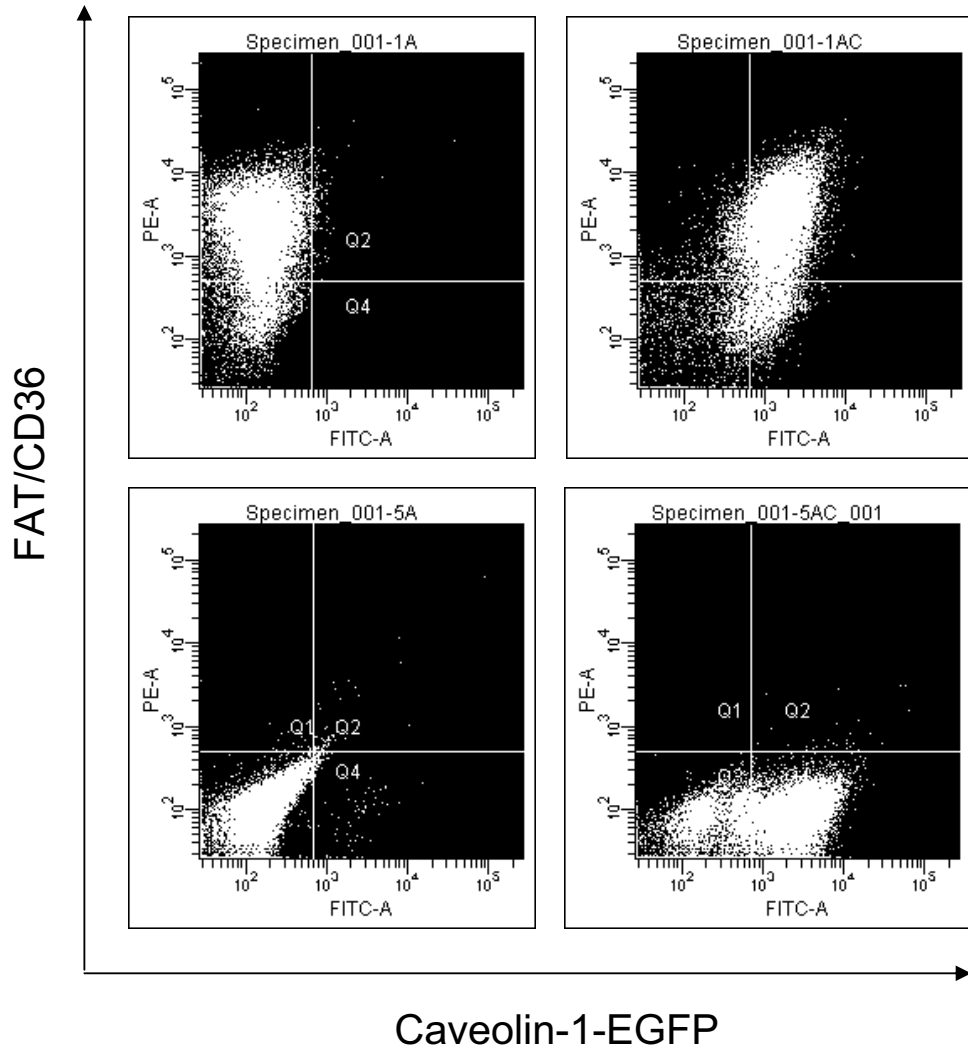 FAT/CD36
Specimen_001-1A
PE-A
10^5
10^4
10^3
10^2
Q2
Q4
10^2 10^3 10^4 10^5
FITC-A
Specimen_001-1AC
PE-A
10^5
10^4
10^3
10^2
10^2 10^3 10^4 10^5
FITC-A
Specimen_001-5A
PE-A
10^5
10^4
10^3
10^2
Q1 Q2
Q4
10^2 10^3 10^4 10^5
FITC-A
Specimen_001-5AC_001
PE-A
10^5
10^4
10^3
10^2
Q1 Q2
Q3
10^2 10^3 10^4 10^5
FITC-A
Caveolin-1-EGFP